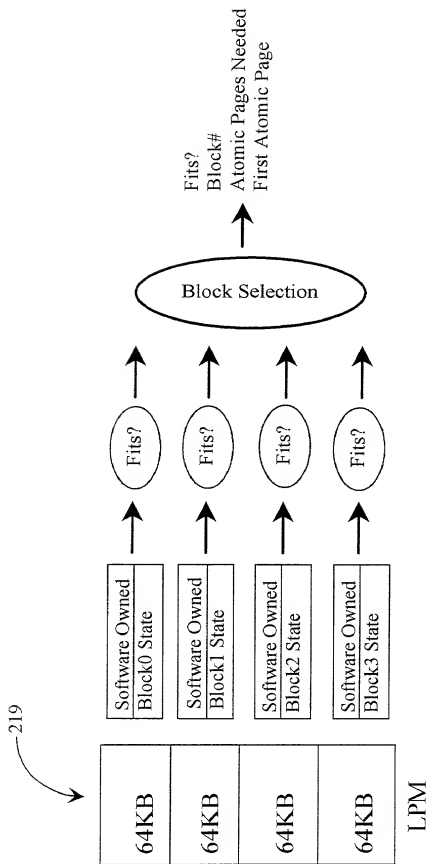 219
64KB
64KB
64KB
64KB
LPM
Software Owned
Block0 State
Software Owned
Block1 State
Software Owned
Block2 State
Software Owned
Block3 State
Fits?
Fits?
Fits?
Fits?
Block Selection
Fits?
Block#
Atomic Pages Needed
First Atomic Page